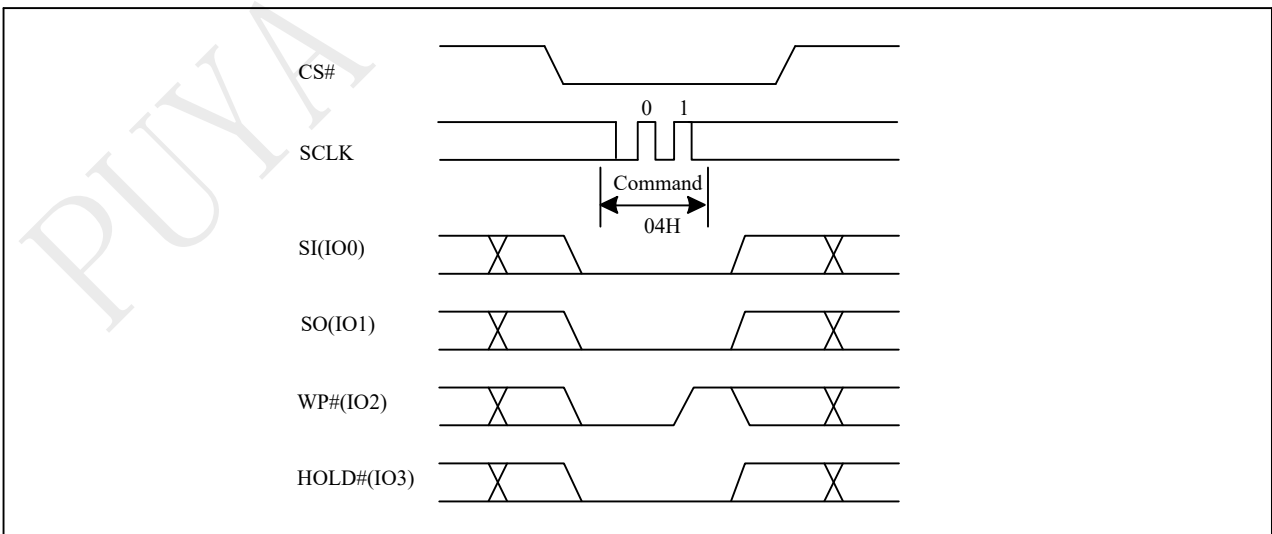 PUYA
CS#
0 1
SCLK
Command
04H
SI(IO0)
SO(IO1)
WP#(IO2)
HOLD#(IO3)